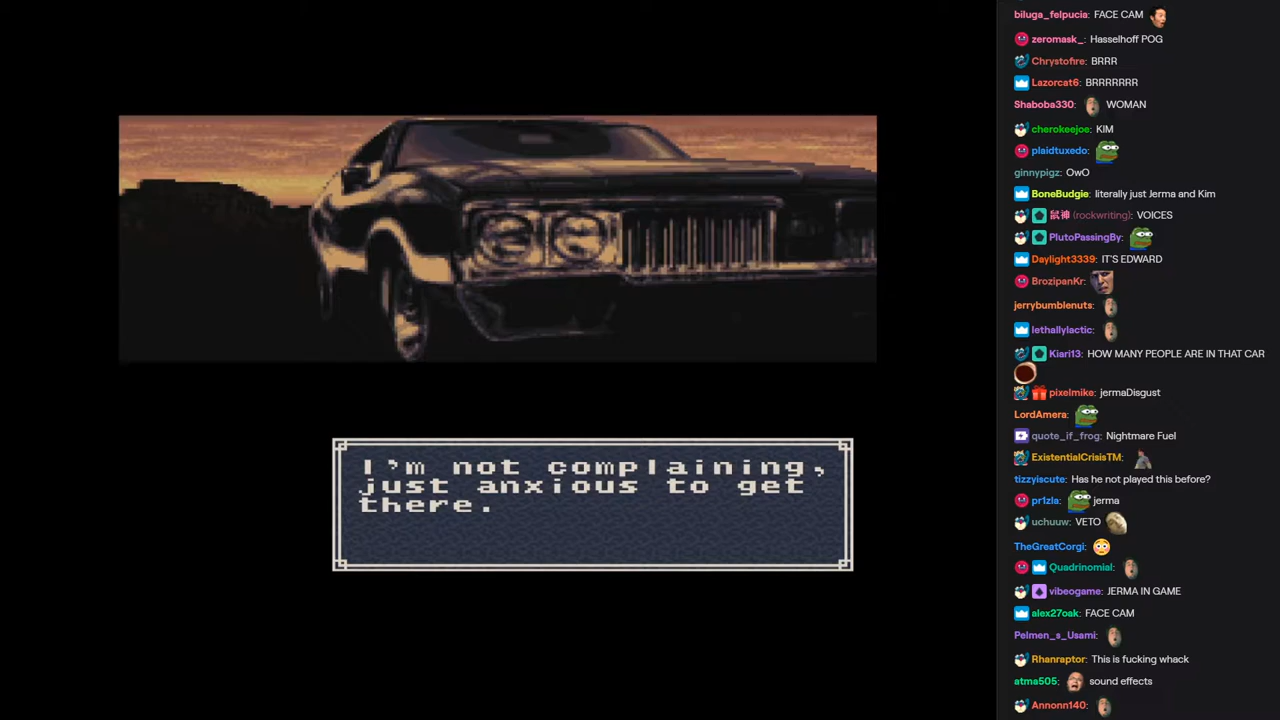 I'm not complaining,
just anxious to get
there.
biluga_felpucia: FACE CAM
zeromask_: Hasselhoff POG
Chrystofire: BRRR
Lazorcat6: BRRRRRRR
Shaboba330: WOMAN
cherokeejoe: KIM
plaidtuxedo:
ginnypigz: OwO
BoneBudgie: literally just Jerma and Kim
鼠神 (rockwriting): VOICES
PlutoPassingBy:
Daylight3339: IT'S EDWARD
BrozipanKr:
jerrybumblenuts:
lethallylactic:
Kiari13: HOW MANY PEOPLE ARE IN THAT CAR
pixelmike: jermaDisgust
LordAmera:
quote_if_frog: Nightmare Fuel
ExistentialCrisisTM:
tizzyiscute: Has he not played this before?
pr1zla: jerma
uchuuw: VETO
TheGreatCorgi:
Quadrinomial:
vibeogame: JERMA IN GAME
alex27oak: FACE CAM
Pelmen_s_Usami:
Rhanraptor: This is fucking whack
atma505: sound effects
Annonn140: